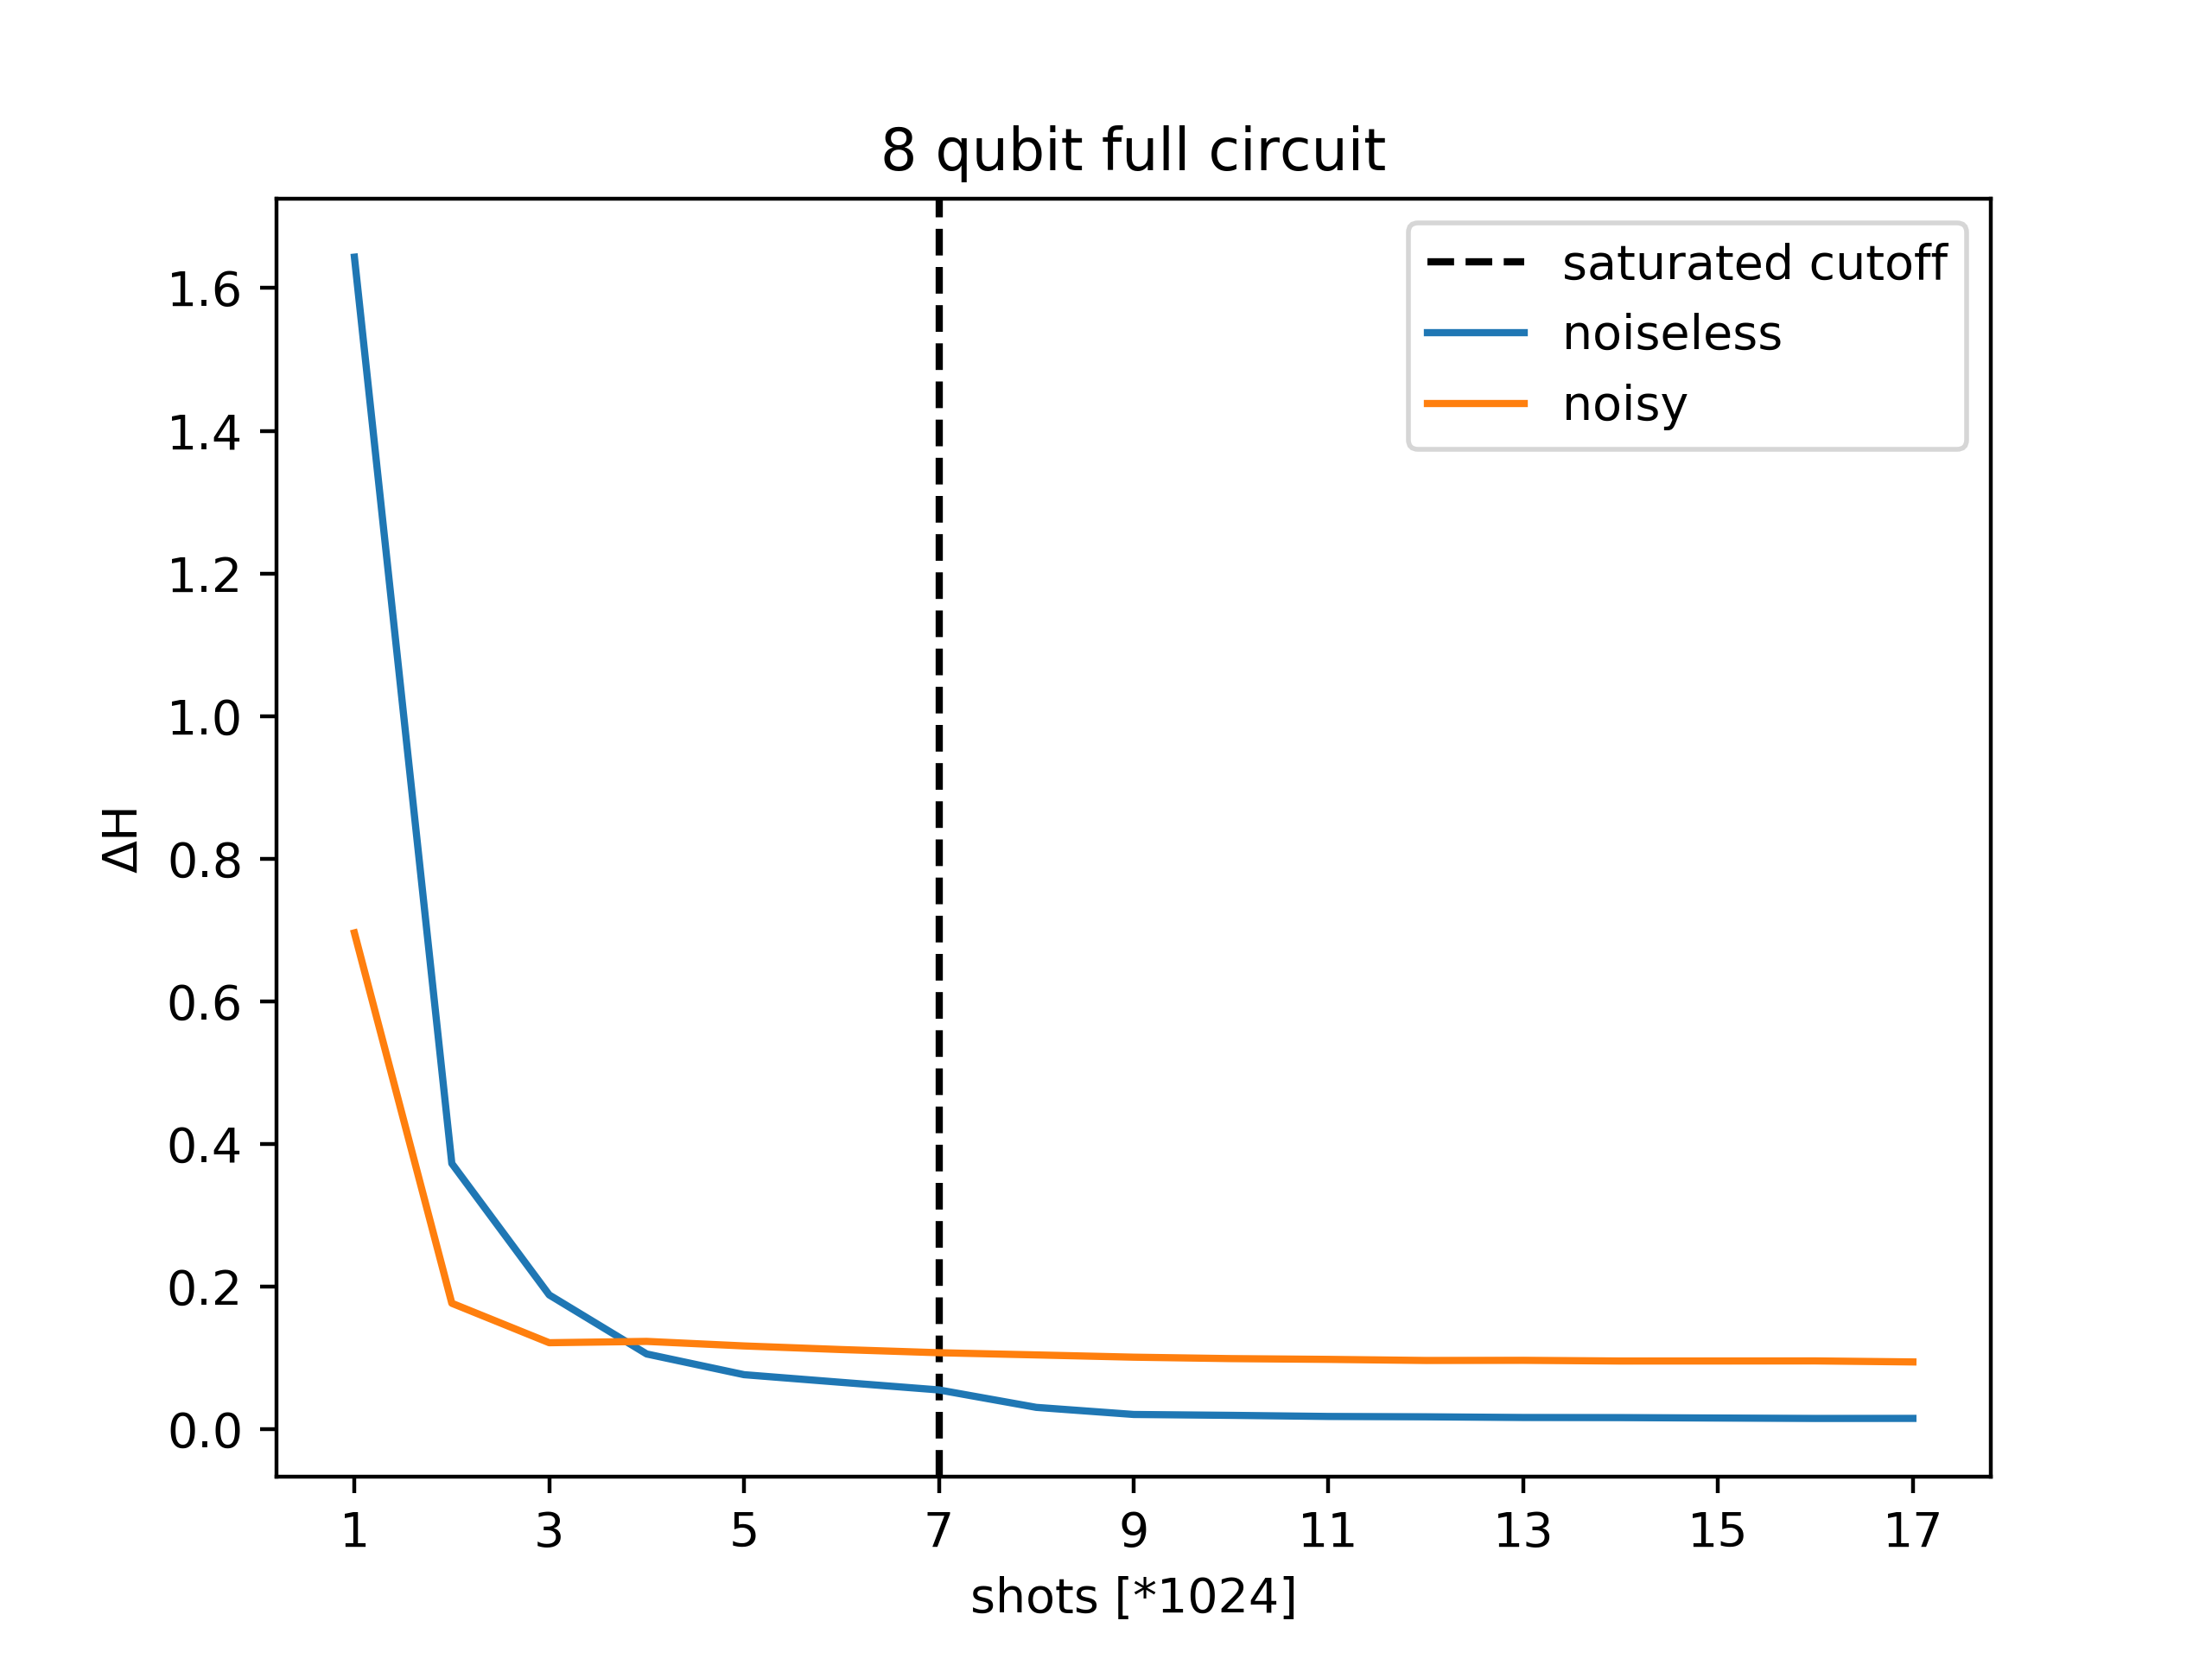 8 qubit full circuit
saturated cutoff
noiseless
noisy
1.6
1.4
1.2
1.0
0.8
0.6
0.4
0.2
0.0
ΔH
1 3 5 7 9 11 13 15 17
shots [*1024]